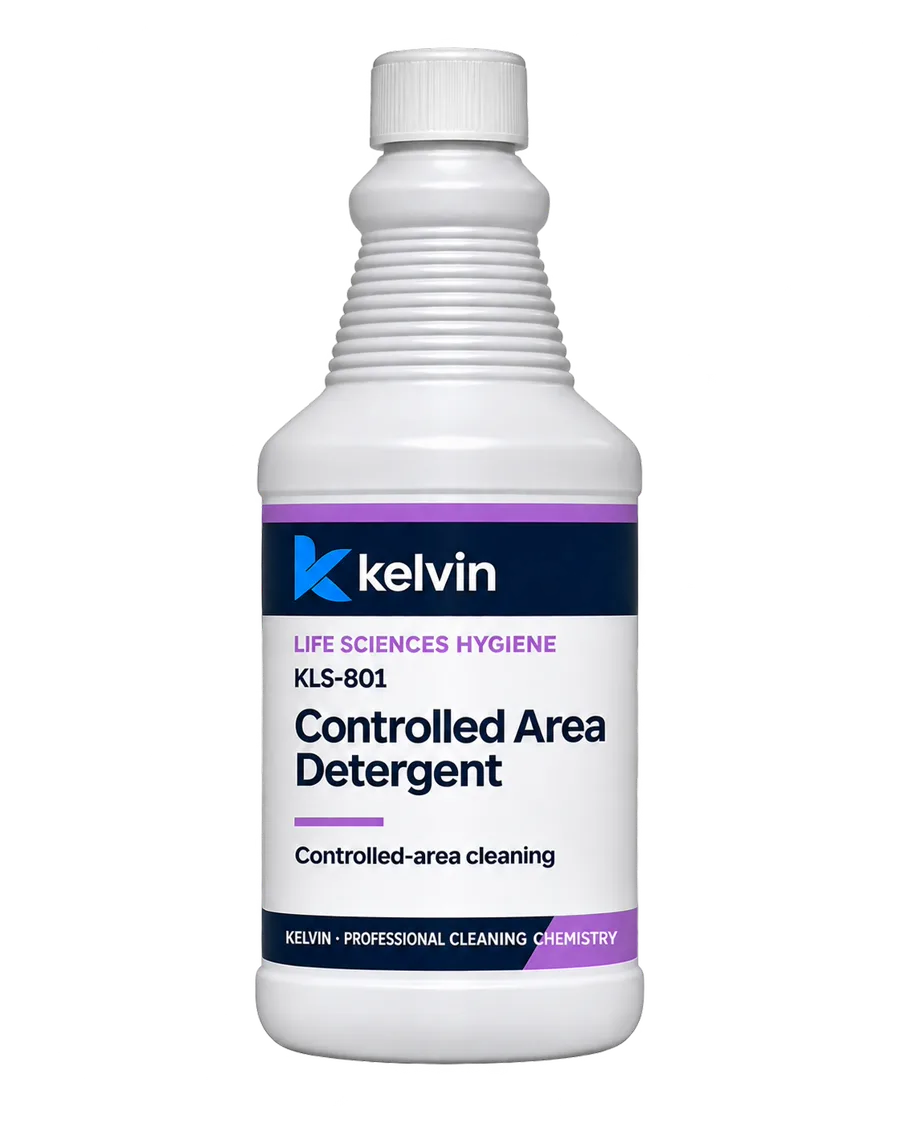 kelvin
LIFE SCIENCES HYGIENE
KLS-801
Controlled Area
Detergent
Controlled-area cleaning
KELVIN · PROFESSIONAL CLEANING CHEMISTRY